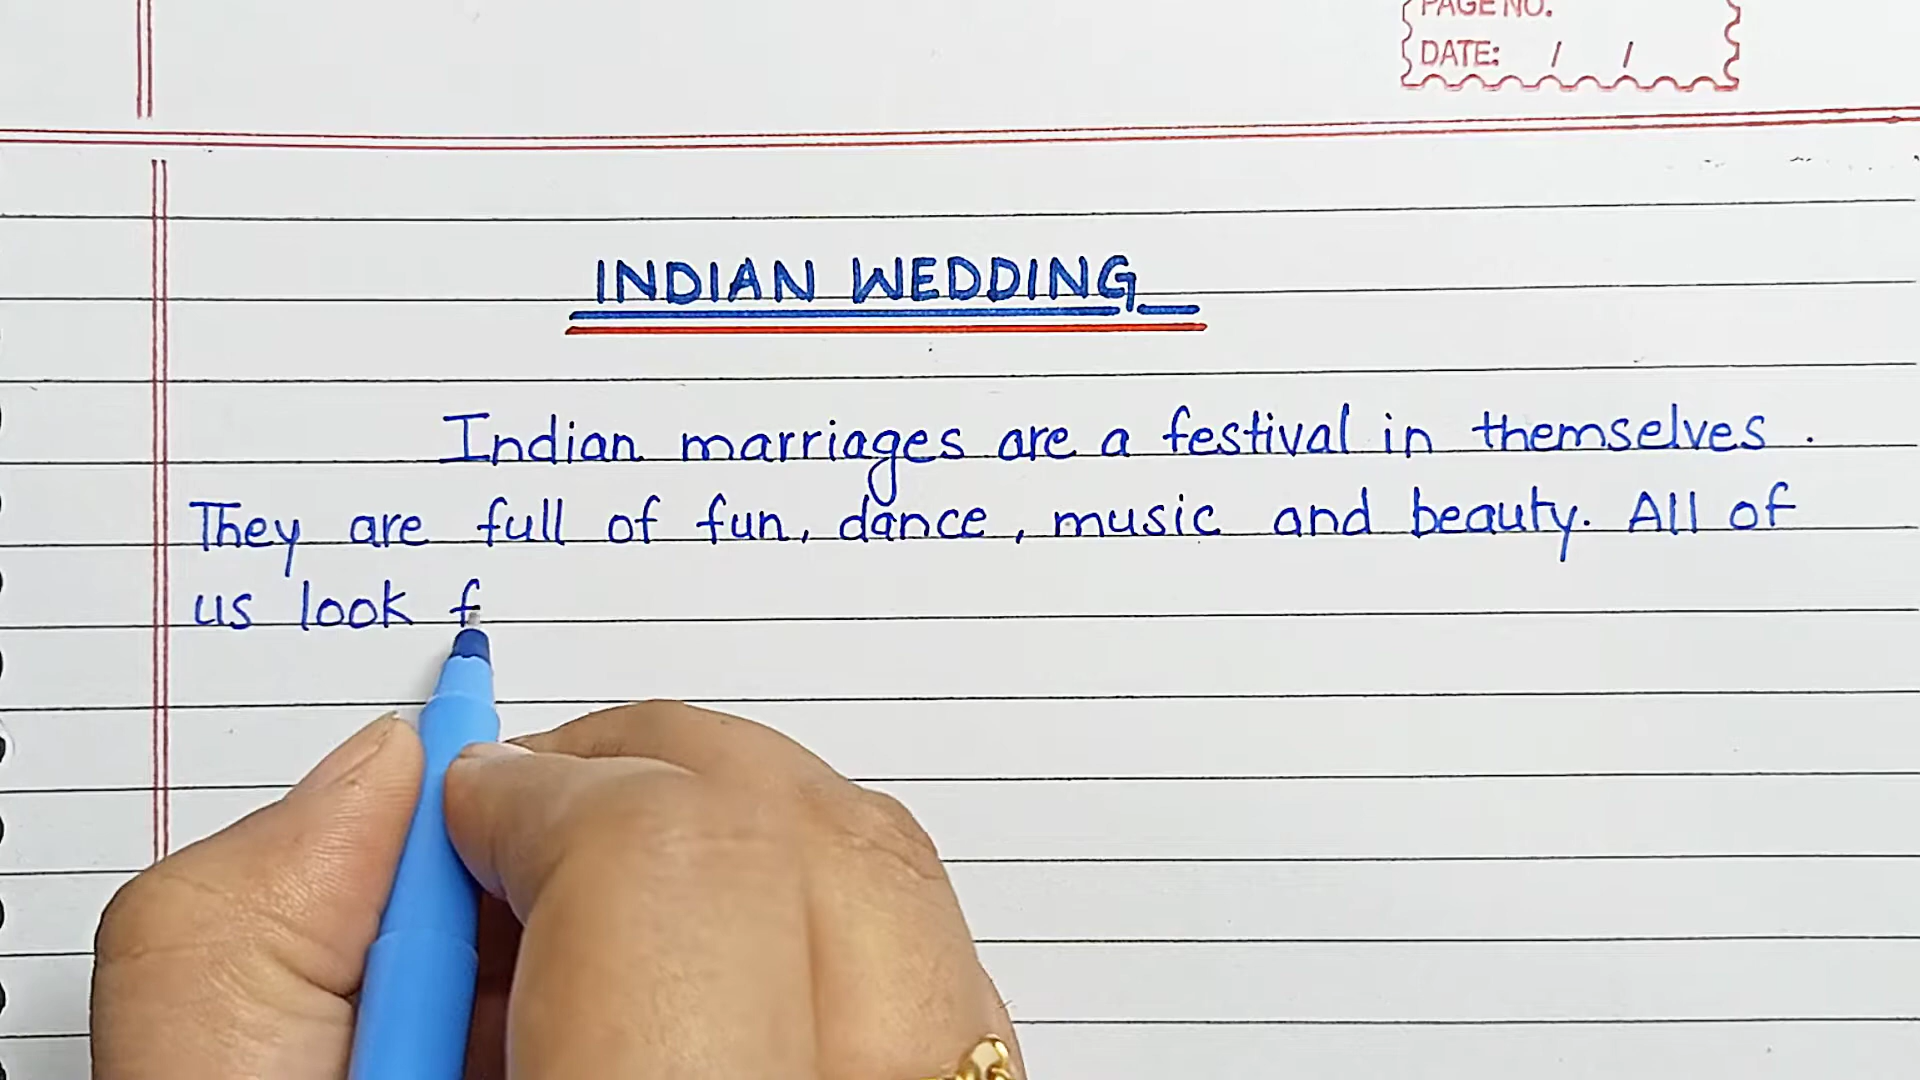 PAGE NO.
DATE: / /
INDIAN WEDDING
Indian marriages are a festival in themselves.
They are full of fun, dance, music and beauty. All of
us look f